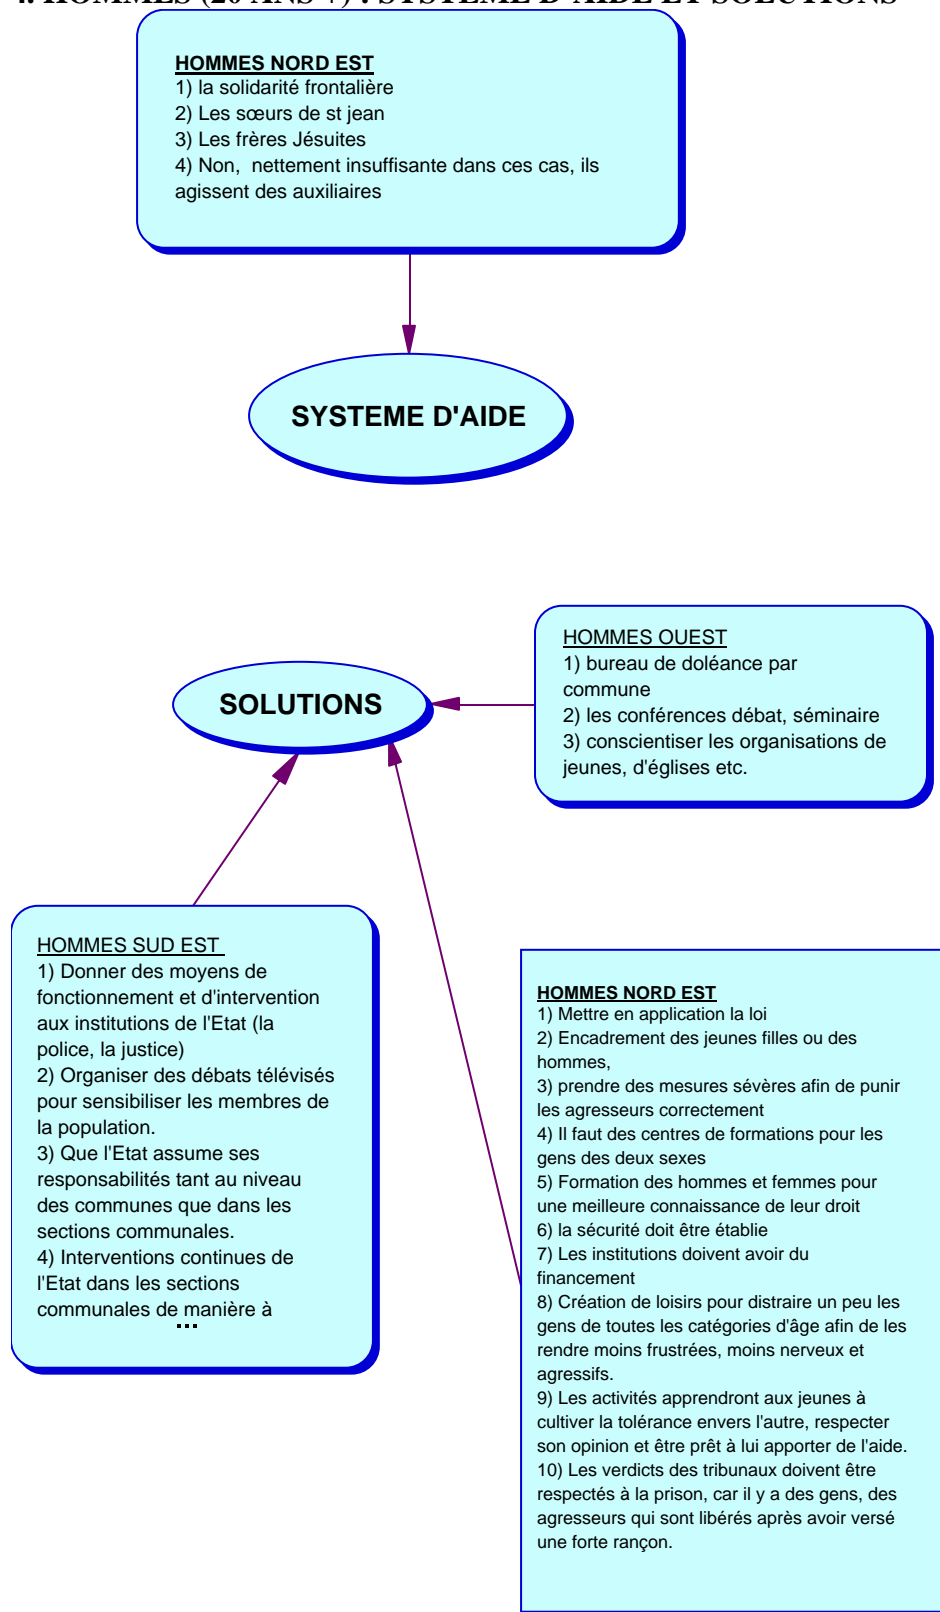 4. HOMMES (20 ANS +) : SYSTEME D'AIDE ET SOLUTIONS
HOMMES NORD EST
1) la solidarité frontalière
2) Les sœurs de st jean
3) Les frères Jésuites
4) Non, nettement insuffisante dans ces cas, ils
agissent des auxiliaires
SYSTEME D'AIDE
HOMMES OUEST
1) bureau de doléance par
commune
2) les conférences débat, séminaire
3) conscientiser les organisations de
jeunes, d'églises etc.
SOLUTIONS
HOMMES SUD EST
1) Donner des moyens de
fonctionnement et d'intervention
aux institutions de l'Etat (la
police, la justice)
2) Organiser des débats télévisés
pour sensibiliser les membres de
la population.
3) Que l'Etat assume ses
responsabilités tant au niveau
des communes que dans les
sections communales.
4) Interventions continues de
l'Etat dans les sections
communales de manière à
...
HOMMES NORD EST
1) Mettre en application la loi
2) Encadrement des jeunes filles ou des
hommes,
3) prendre des mesures sévères afin de punir
les agresseurs correctement
4) Il faut des centres de formations pour les
gens des deux sexes
5) Formation des hommes et femmes pour
une meilleure connaissance de leur droit
6) la sécurité doit être établie
7) Les institutions doivent avoir du
financement
8) Création de loisirs pour distraire un peu les
gens de toutes les catégories d'âge afin de les
rendre moins frustrées, moins nerveux et
agressifs.
9) Les activités apprendront aux jeunes à
cultiver la tolérance envers l'autre, respecter
son opinion et être prêt à lui apporter de l'aide.
10) Les verdicts des tribunaux doivent être
respectés à la prison, car il y a des gens, des
agresseurs qui sont libérés après avoir versé
une forte rançon.